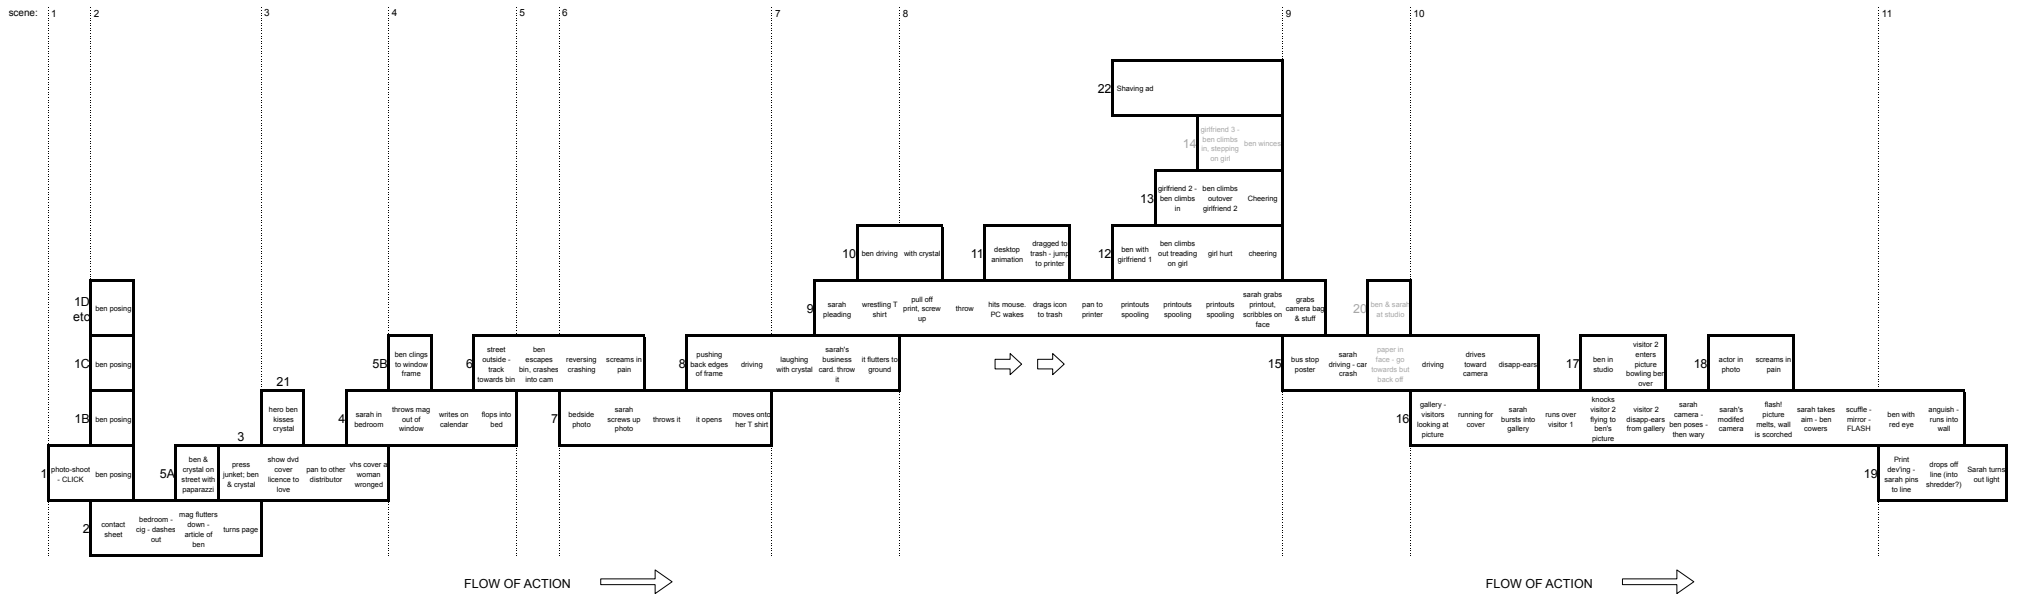 scene: 1 2 3 4 5 6 7 8 9 10 11
22 Shaving ad
14
girlfriend 3 -
ben climbs
in, stepping
on girl
ben winces
13
girlfriend 2 -
ben climbs
in
ben climbs
outover
girlfriend 2
Cheering
10
ben driving
with crystal
11
desktop
animation
dragged to
trash - jump
to printer
12
ben with
girlfriend 1
ben climbs
out treading
on girl
girl hurt
cheering
1D
etc
ben posing
9
sarah
pleading
wrestling T
shirt
pull off
print, screw
up
throw
hits mouse.
PC wakes
drags icon
to trash
pan to
printer
printouts
spooling
printouts
spooling
printouts
spooling
sarah grabs
printout,
scribbles on
face
grabs
camera bag
& stuff
20
ben & sarah
at studio
1C
ben posing
5B
ben clings
to window
frame
6
street
outside -
track
towards bin
ben
escapes
bin, crashes
into cam
reversing
crashing
screams in
pain
8
pushing
back edges
of frame
driving
laughing
with crystal
sarah's
business
card. throw
it
it flutters to
ground
15
bus stop
poster
sarah
driving - car
crash
paper in
face - go
towards but
back off
driving
drives
toward
camera
disapp-ears
17
ben in
studio
visitor 2
enters
picture
bowling ben
over
18
actor in
photo
screams in
pain
1B
ben posing
21
hero ben
kisses
crystal
4
sarah in
bedroom
throws mag
out of
window
writes on
calendar
flops into
bed
7
bedside
photo
sarah
screws up
photo
throws it
it opens
moves onto
her T shirt
16
gallery -
visitors
looking at
picture
running for
cover
sarah
bursts into
gallery
runs over
visitor 1
knocks
visitor 2
flying to
ben's
picture
visitor 2
disapp-ears
from gallery
sarah
camera -
ben poses -
then wary
sarah's
modifed
camera
flash!
picture
melts, wall
is scorched
sarah takes
aim - ben
cowers
scuffle -
mirror -
FLASH
ben with
red eye
anguish -
runs into
wall
1
photo-shoot
- CLICK
ben posing
5A
ben &
crystal on
street with
paparazzi
3
press
junket; ben
& crystal
show dvd
cover
licence to
love
pan to other
distributor
vhs cover a
woman
wronged
19
Print
dev'ing -
sarah pins
to line
drops off
line (into
shredder?)
Sarah turns
out light
2
contact
sheet
bedroom -
cig - dashes
out
mag flutters
down -
article of
ben
turns page
FLOW OF ACTION
FLOW OF ACTION